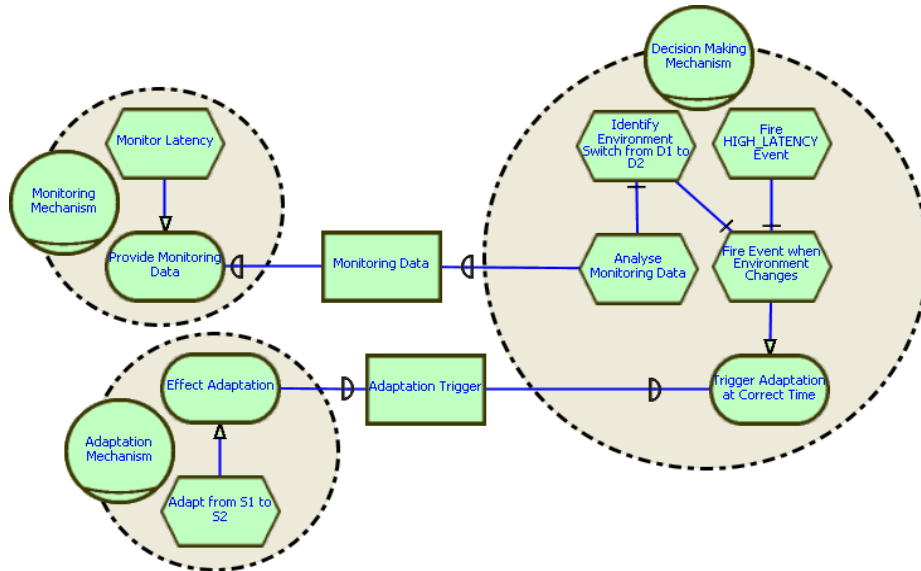 Decision Making
Mechanism
Monitor Latency
Identify
Environment
Switch from D1 to
D2
Fire
HIGH_LATENCY
Event
Monitoring
Mechanism
Provide Monitoring
Data
Monitoring Data
Analyse
Monitoring Data
Fire Event when
Environment
Changes
Effect Adaptation
Adaptation Trigger
Trigger Adaptation
at Correct Time
Adaptation
Mechanism
Adapt from S1 to
S2